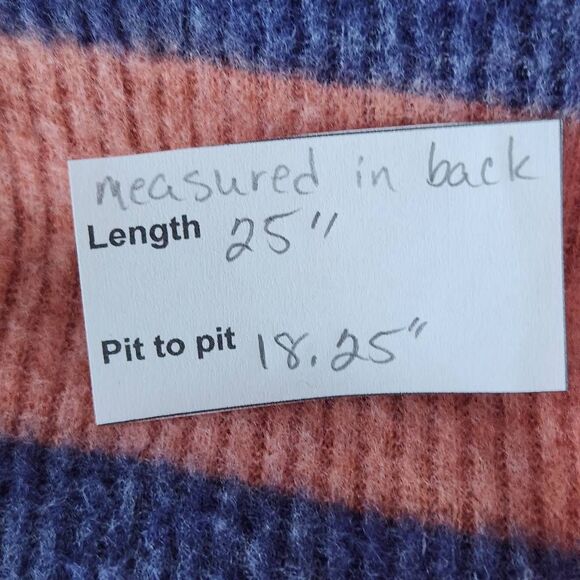 measured in back
Length 25"
Pit to pit 18.25"